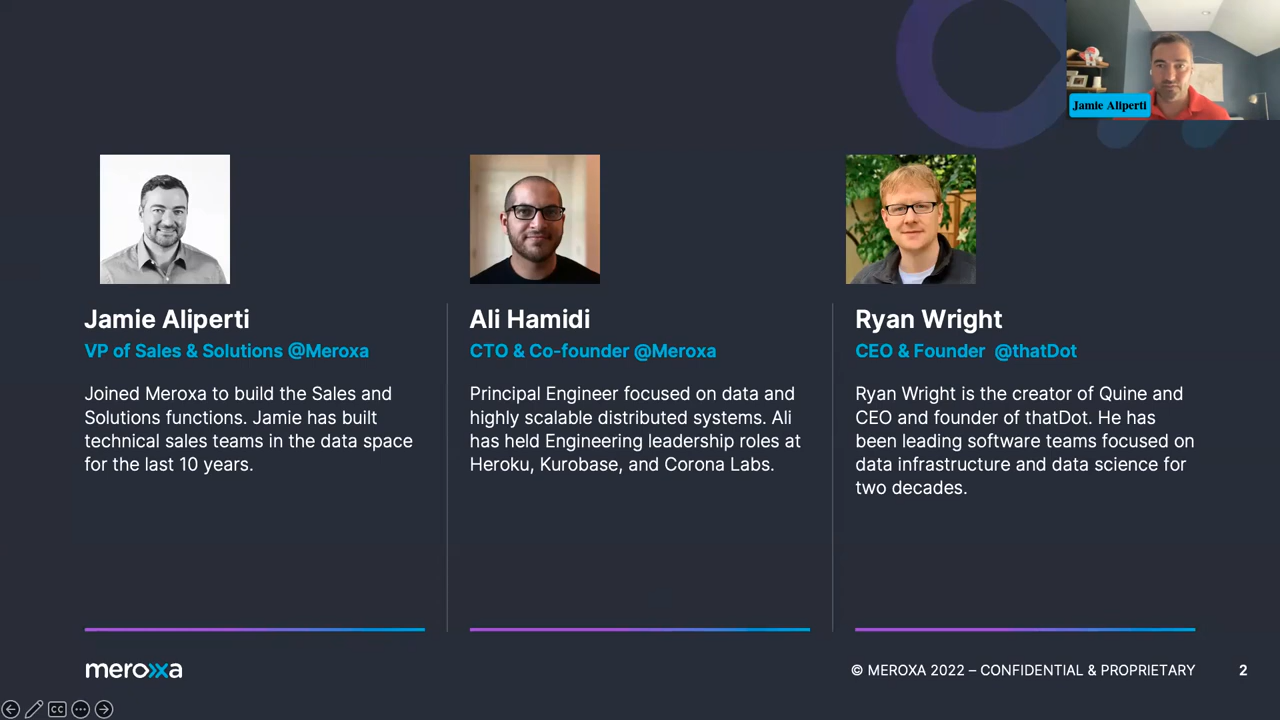 Jamie Aliperti
Jamie Aliperti
VP of Sales & Solutions @Meroxa
Joined Meroxa to build the Sales and
Solutions functions. Jamie has built
technical sales teams in the data space
for the last 10 years.
Ali Hamidi
CTO & Co-founder @Meroxa
Principal Engineer focused on data and
highly scalable distributed systems. Ali
has held Engineering leadership roles at
Heroku, Kurobase, and Corona Labs.
Ryan Wright
CEO & Founder @thatDot
Ryan Wright is the creator of Quine and
CEO and founder of thatDot. He has
been leading software teams focused on
data infrastructure and data science for
two decades.
meroxa
© MEROXA 2022 – CONFIDENTIAL & PROPRIETARY
2
CC